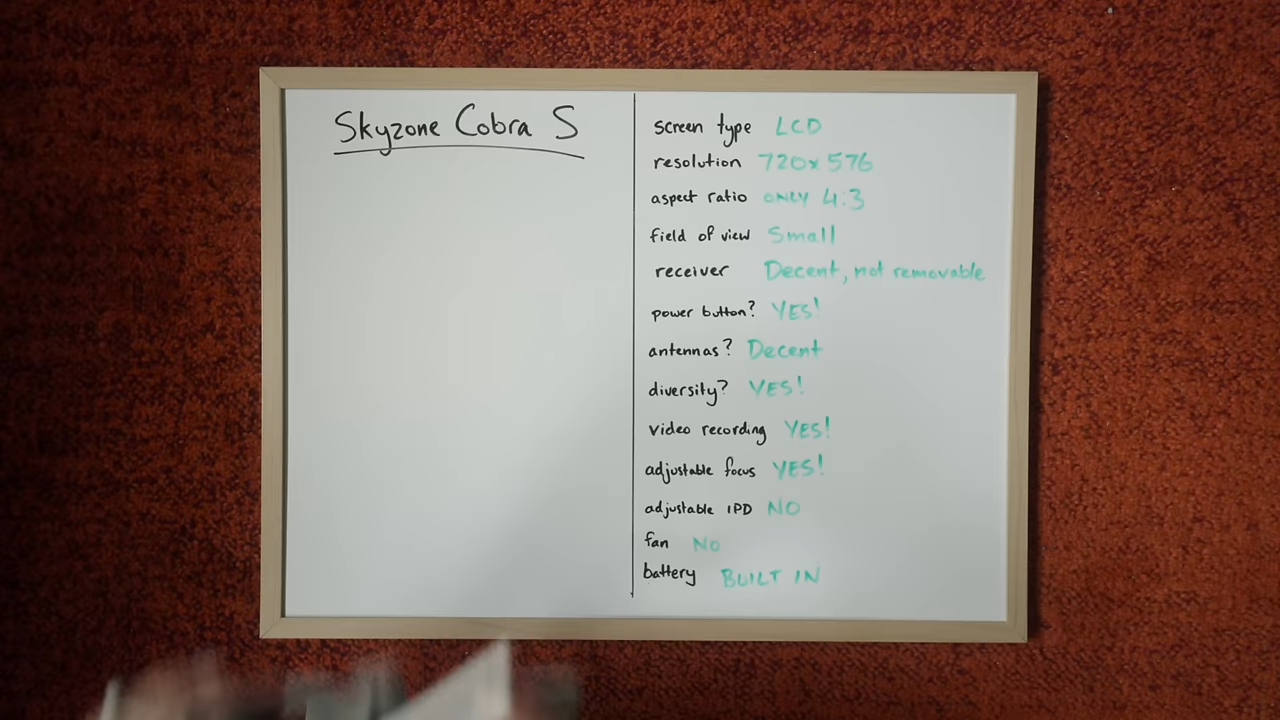 Skyzone Cobra S
screen type LCD
resolution 720x576
aspect ratio ONLY 4:3
field of view Small
receiver Decent, not removable
power button? YES!
antennas? Decent
diversity? YES!
video recording YES!
adjustable focus YES!
adjustable IPD NO
fan No
battery BUILT IN